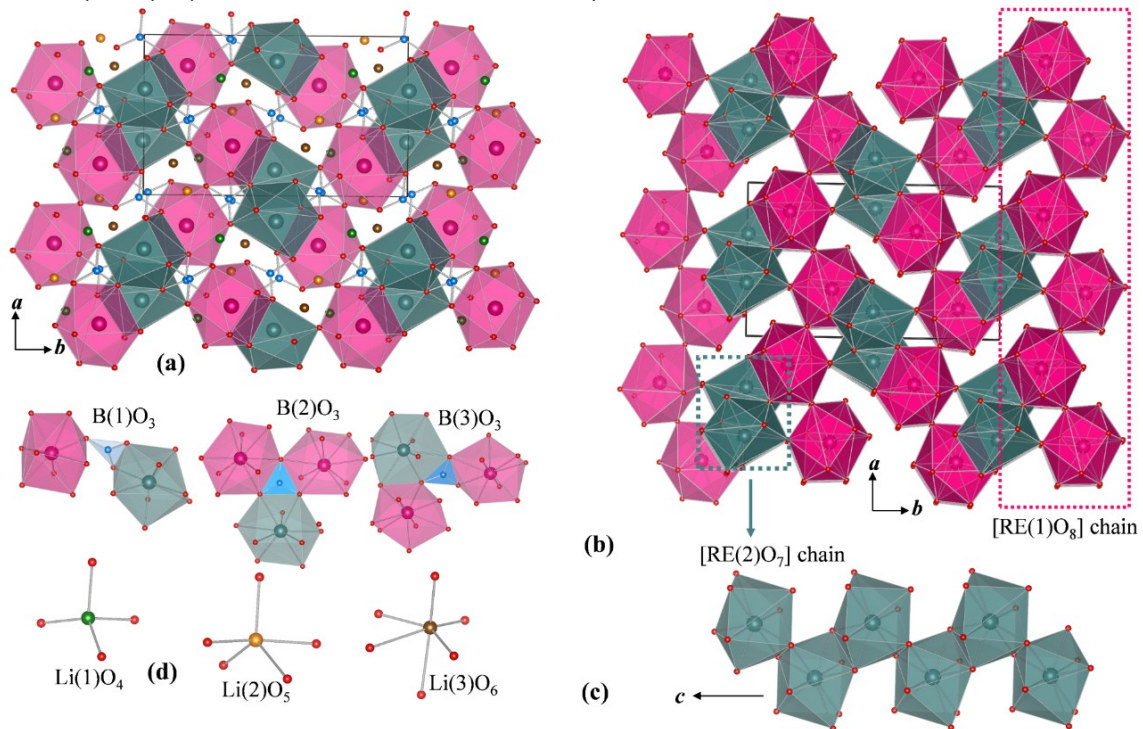 a
b
(a)
B(1)O₃
B(2)O₃
B(3)O₃
Li(1)O₄
(d)
Li(2)O₅
Li(3)O₆
a
b
(b)
[RE(1)O₈] chain
[RE(2)O₇] chain
(c)
c